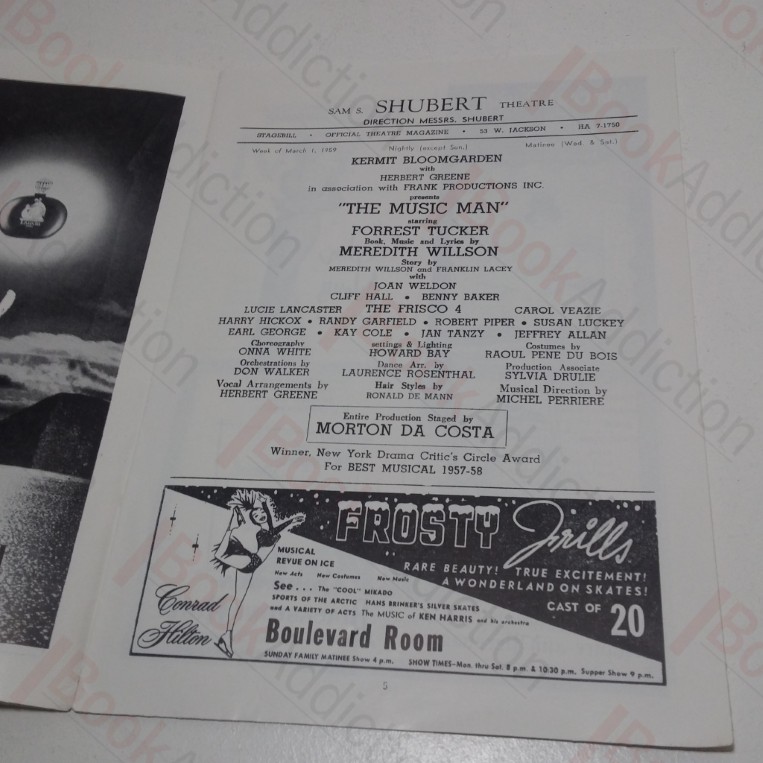 SAM S. SHUBERT THEATRE
DIRECTION MESSRS. SHUBERT
STAGEBILL • OFFICIAL THEATRE MAGAZINE • 53 W. JACKSON • HA 7-1750
Week of March 1, 1959 Nightly (except Sun.) Matinee (Wed. & Sat.)
KERMIT BLOOMGARDEN
with
HERBERT GREENE
in association with FRANK PRODUCTIONS INC.
presents
"THE MUSIC MAN"
starring
FORREST TUCKER
Book, Music and Lyrics by
MEREDITH WILLSON
Story by
MEREDITH WILLSON and FRANKLIN LACEY
with
JOAN WELDON
CLIFF HALL • BENNY BAKER
LUCIE LANCASTER THE FRISCO 4 CAROL VEAZIE
HARRY HICKOX • RANDY GARFIELD • ROBERT PIPER • SUSAN LUCKEY
EARL GEORGE • KAY COLE • JAN TANZY • JEFFREY ALLAN
Choreography settings & Lighting Costumes by
ONNA WHITE HOWARD BAY RAOUL PENE DU BOIS
Orchestrations by Dance Arr. by Production Associate
DON WALKER LAURENCE ROSENTHAL SYLVIA DRULIE
Vocal Arrangements by Hair Styles by Musical Direction by
HERBERT GREENE RONALD DE MANN MICHEL PERRIERE
Entire Production Staged by
MORTON DA COSTA
Winner, New York Drama Critic's Circle Award
For BEST MUSICAL 1957-58
FROSTY Frills
RARE BEAUTY! TRUE EXCITEMENT!
A WONDERLAND ON SKATES!
CAST OF 20
MUSICAL
REVUE ON ICE
New Acts New Costumes New Music
See . . . The "COOL" MIKADO
SPORTS OF THE ARCTIC HANS BRINKER'S SILVER SKATES
and A VARIETY OF ACTS The MUSIC of KEN HARRIS and his orchestra
Conrad
Hilton
Boulevard Room
SUNDAY FAMILY MATINEE Show 4 p.m. SHOW TIMES-Mon. thru Sat. 8 p.m. & 10:30 p.m., Supper Show 9 p.m.
5
BookAddiction